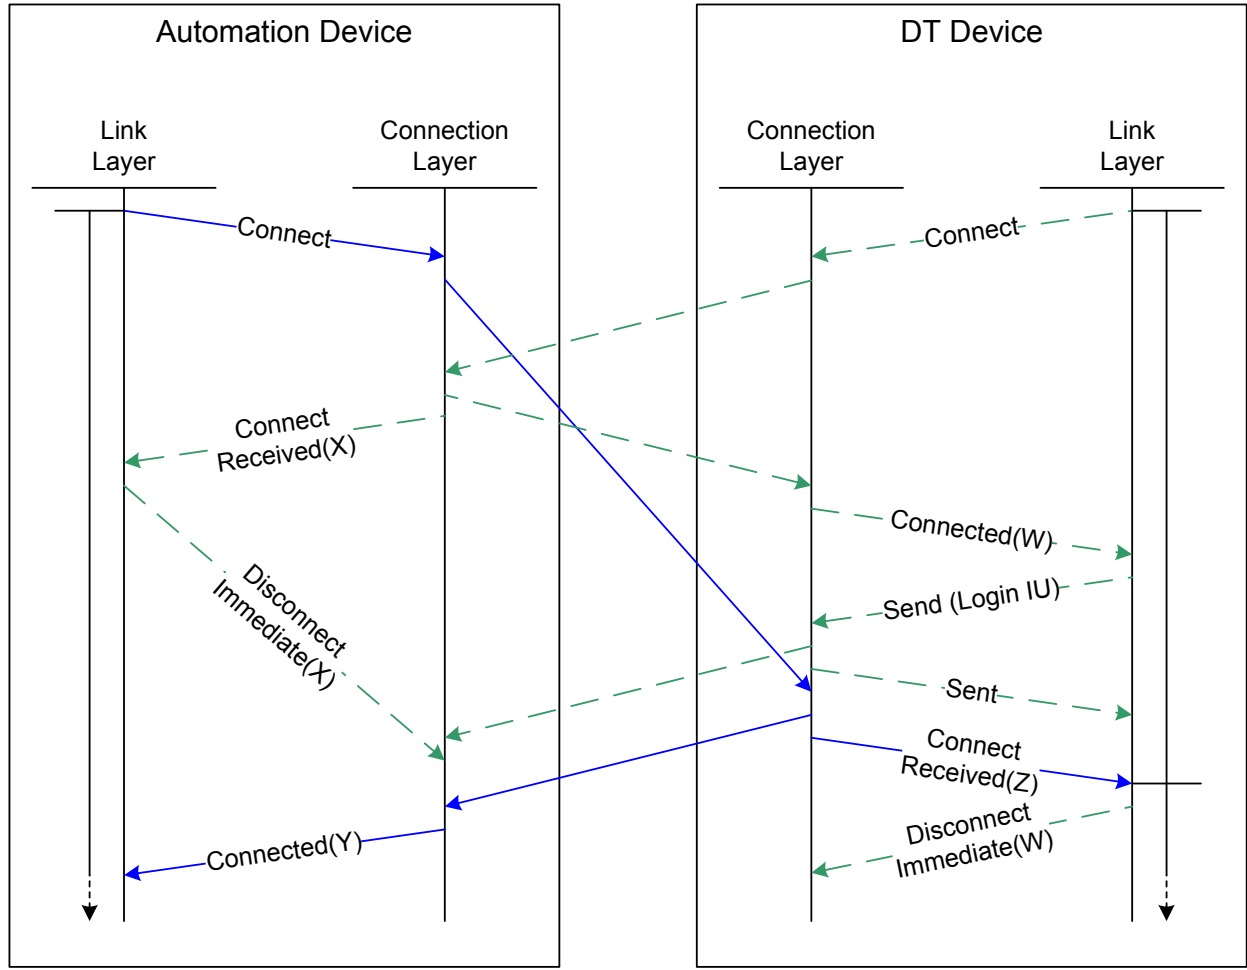 Automation Device
DT Device
Link
Layer
Connection
Layer
Connection
Layer
Link
Layer
Connect
Connect
Connect
Received(X)
Connected(W)
Disconnect
Immediate(X)
Send (Login IU)
Sent
Connect
Received(Z)
Disconnect
Immediate(W)
Connected(Y)